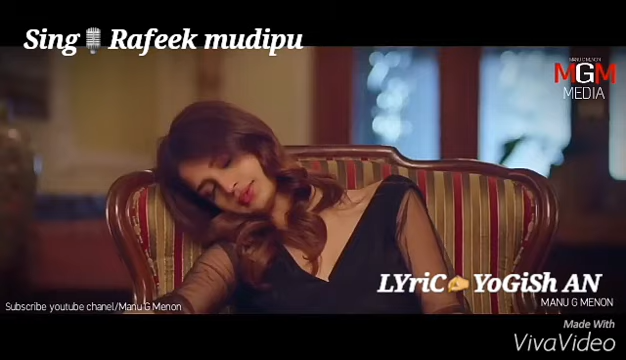 Sing🎙️Rafeek mudipu
MGM
MEDIA
LYriC✍️YoGiSh AN
MANU G MENON
Subscribe youtube chanel/Manu G Menon
Made With
VivaVideo